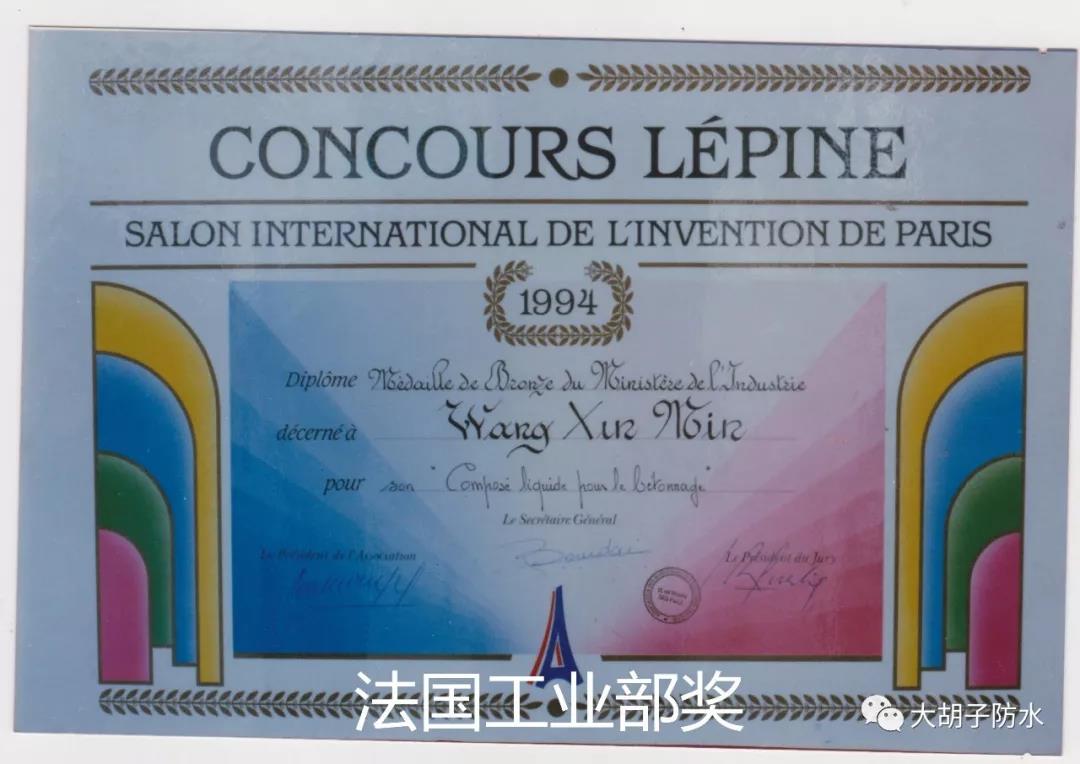 CONCOURS LÉPINE
SALON INTERNATIONAL DE L'INVENTION DE PARIS
1994
Diplôme Médaille de Bronze du Ministère de l'Industrie
décerné à Wang Xin Min
pour son "Composé liquide pour le bétonnage"
Le Secrétaire Général
Le Président de l'Association
Le Président du Jury
法国工业部奖
大胡子防水